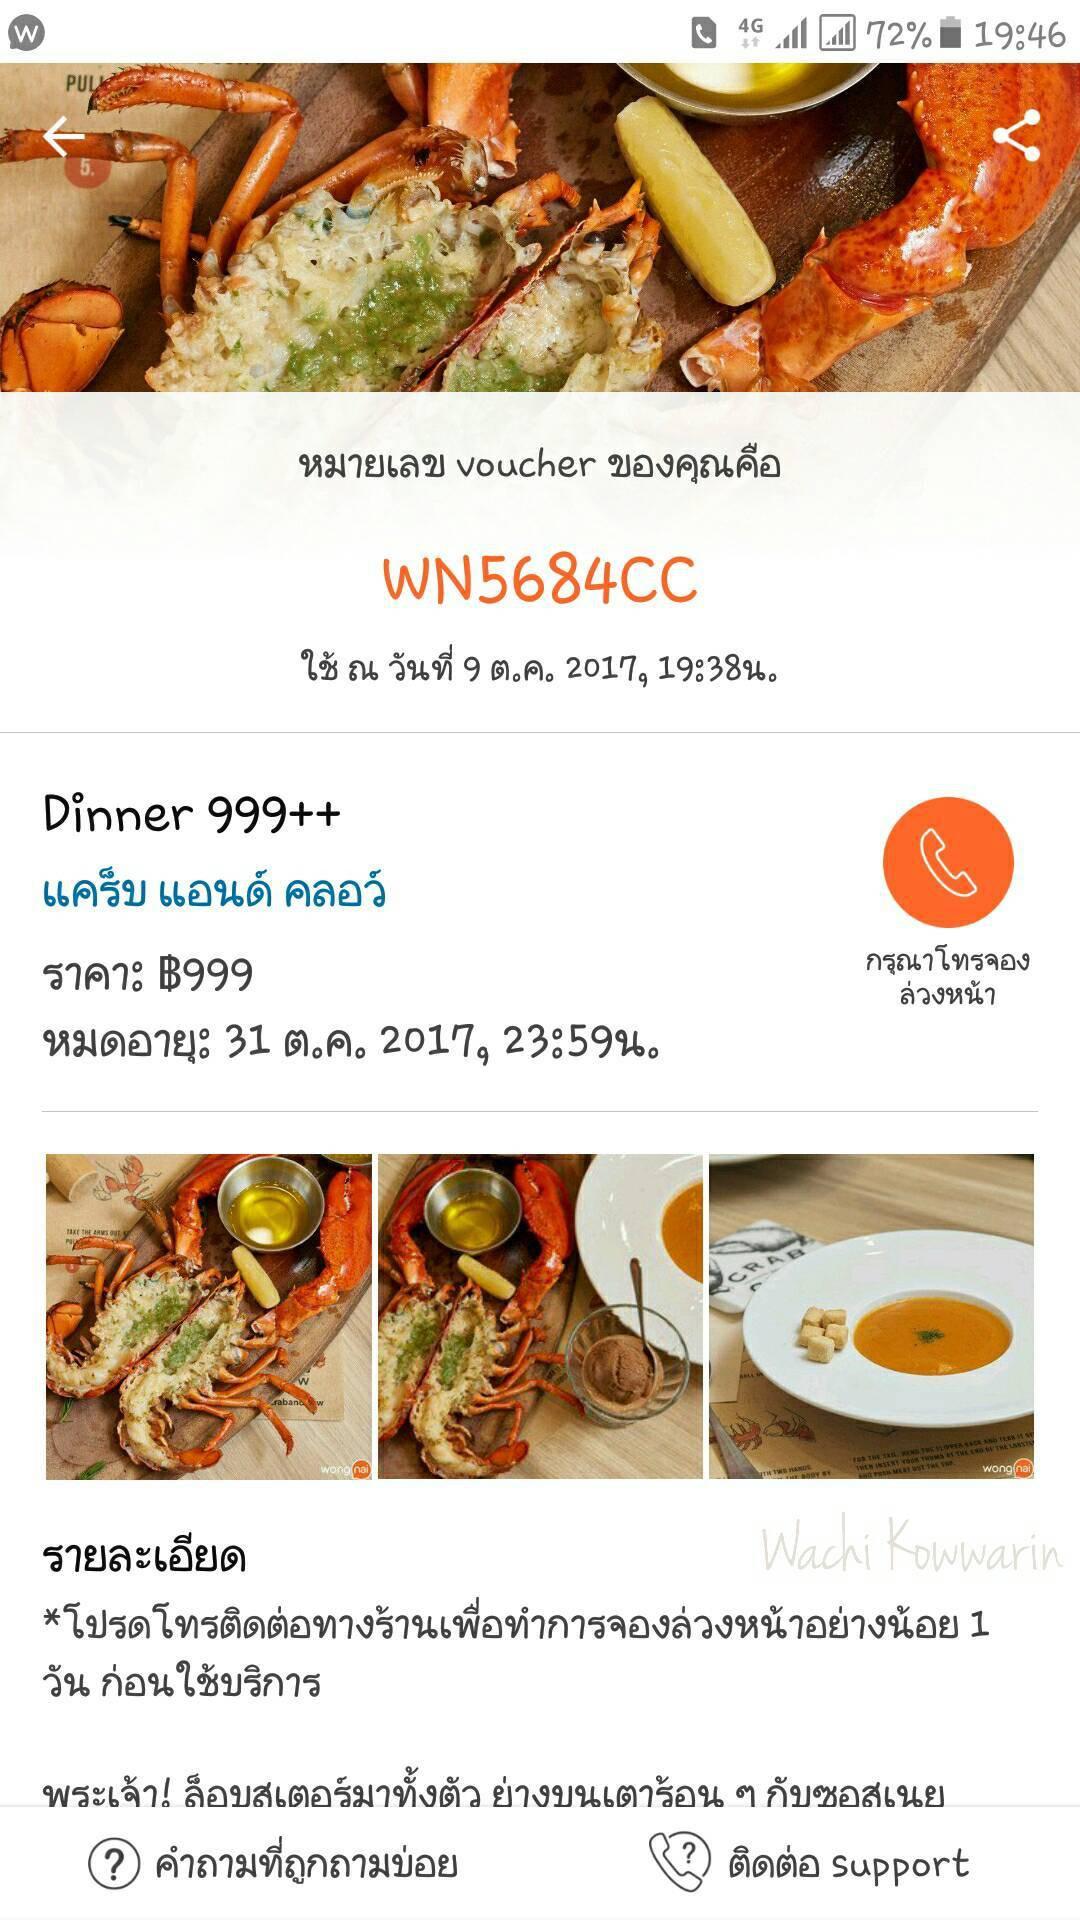 4G 72% 19:46
PUL
5.
หมายเลข voucher ของคุณคือ
WN5684CC
ใช้ ณ วันที่ 9 ต.ค. 2017, 19:38น.
Dinner 999++
แคร็บ แอนด์ คลอว์
ราคา: ฿999
หมดอายุ: 31 ต.ค. 2017, 23:59น.
กรุณาโทรจอง
ล่วงหน้า
TAKE THE ARMS OUT
CRAB
wongnai
wongnai
Wachi Kowwarin
รายละเอียด
*โปรดโทรติดต่อทางร้านเพื่อทำการจองล่วงหน้าอย่างน้อย 1
วัน ก่อนใช้บริการ
พระเจ้า! ล็อบสเตอร์มาทั้งตัว ย่างบนเตาร้อน ๆ กับซอสเนย
คำถามที่ถูกถามบ่อย
ติดต่อ support